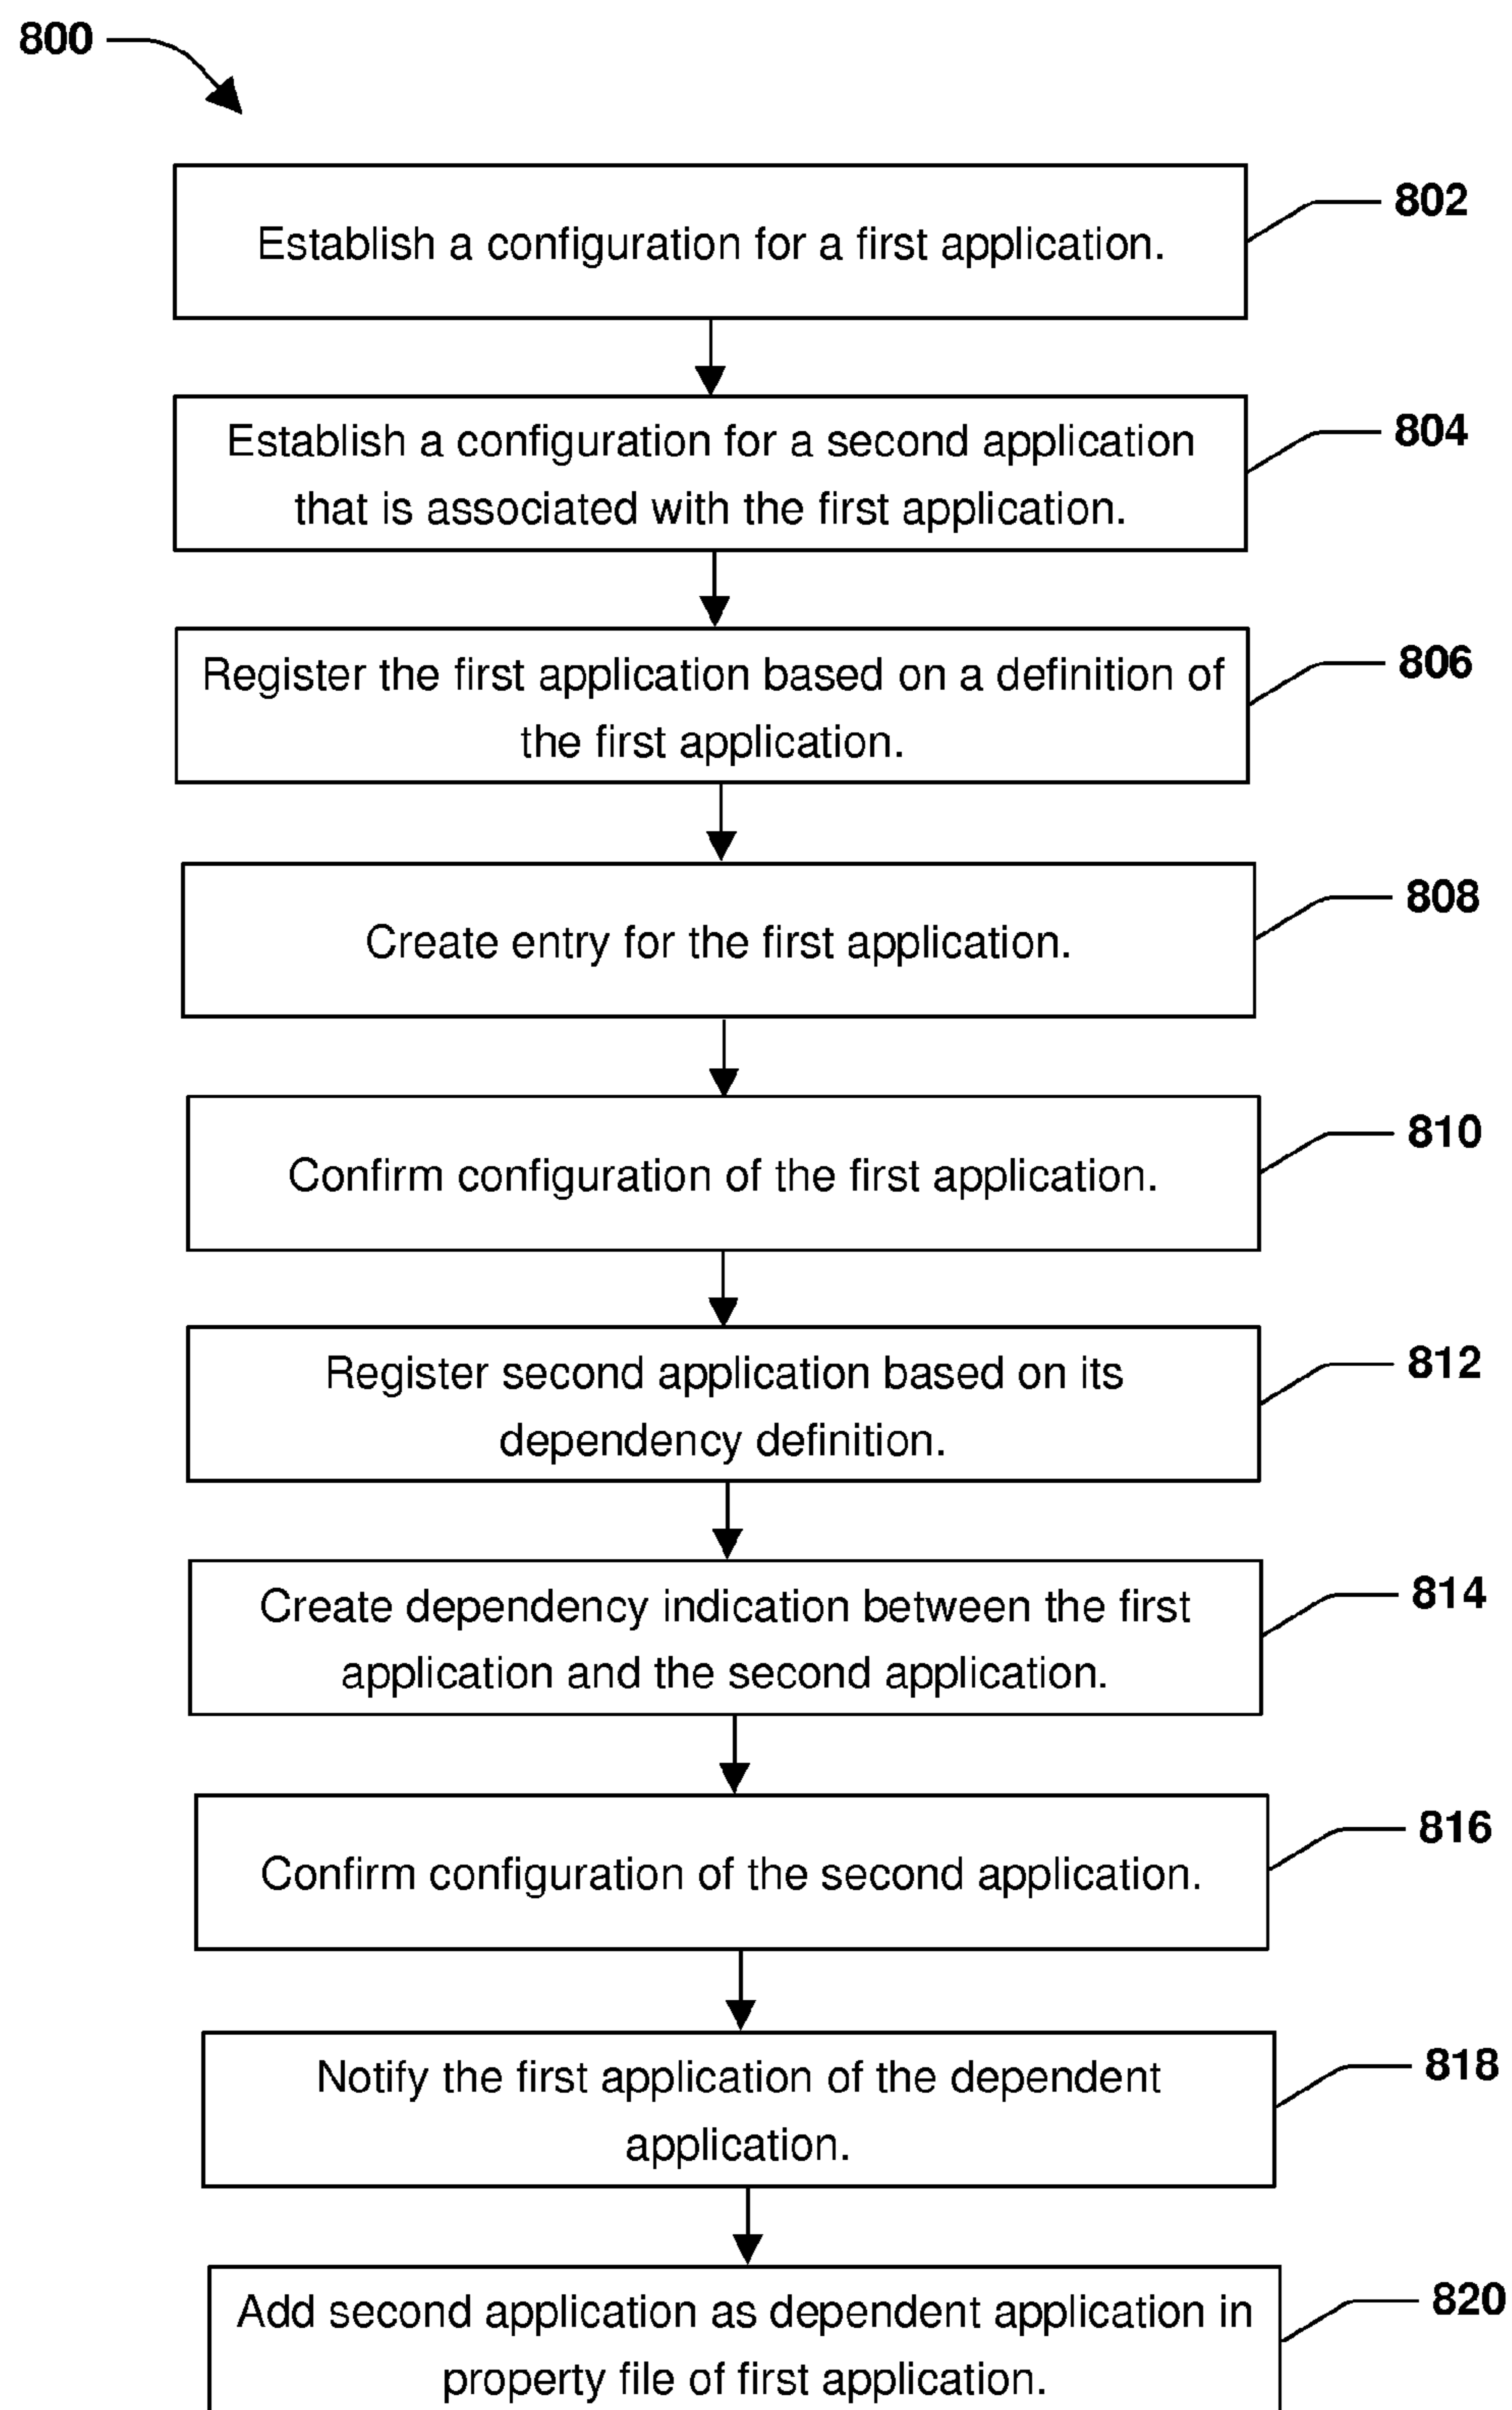 800
802
Establish a configuration for a first application.
804
Establish a configuration for a second application
that is associated with the first application.
806
Register the first application based on a definition of
the first application.
808
Create entry for the first application.
810
Confirm configuration of the first application.
812
Register second application based on its
dependency definition.
814
Create dependency indication between the first
application and the second application.
816
Confirm configuration of the second application.
818
Notify the first application of the dependent
application.
820
Add second application as dependent application in
property file of first application.